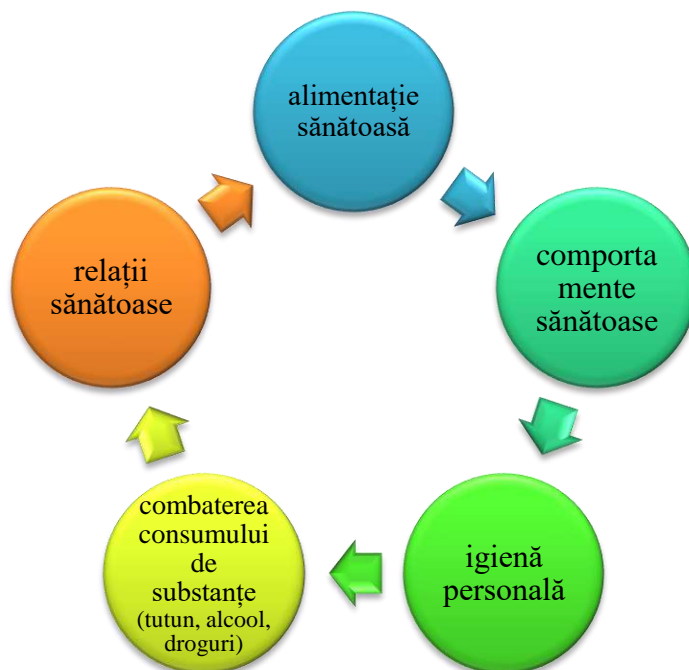 alimentație
sănătoasă
comporta
mente
sănătoase
igienă
personală
combaterea
consumului
de
substanțe
(tutun, alcool,
droguri)
relații
sănătoase